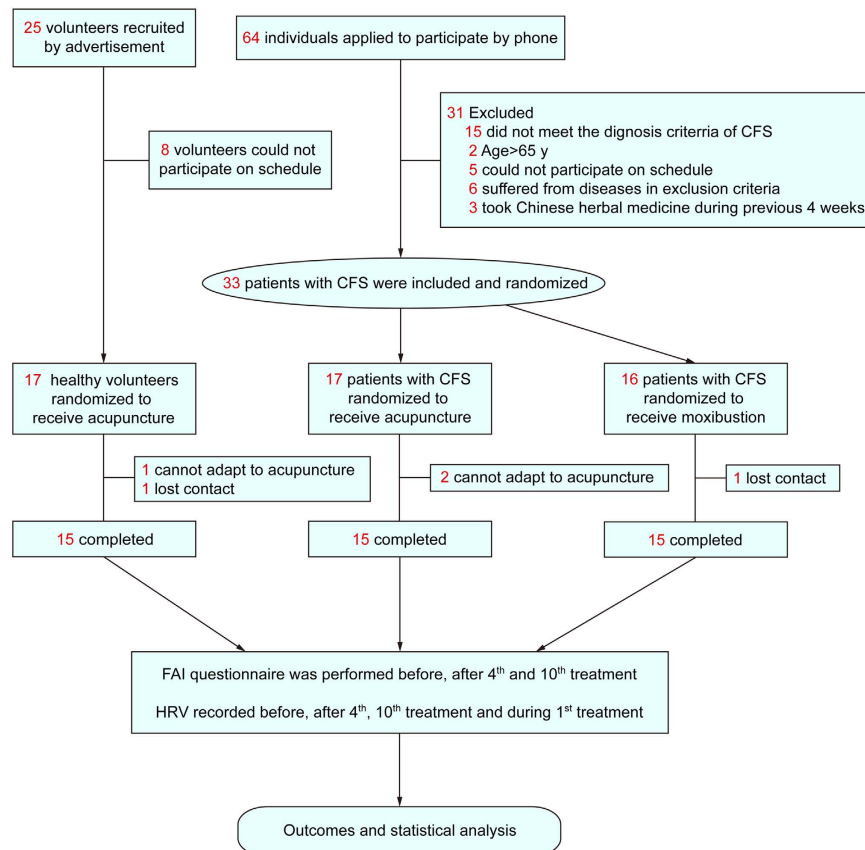 25 volunteers recruited
by advertisement
64 individuals applied to participate by phone
31 Excluded
15 did not meet the dignosis criterria of CFS
2 Age>65 y
5 could not participate on schedule
6 suffered from diseases in exclusion criteria
3 took Chinese herbal medicine during previous 4 weeks
8 volunteers could not
participate on schedule
33 patients with CFS were included and randomized
17 healthy volunteers
randomized to
receive acupuncture
17 patients with CFS
randomized to
receive acupuncture
16 patients with CFS
randomized to
receive moxibustion
1 cannot adapt to acupuncture
1 lost contact
2 cannot adapt to acupuncture
1 lost contact
15 completed
15 completed
15 completed
FAI questionnaire was performed before, after 4th and 10th treatment
HRV recorded before, after 4th, 10th treatment and during 1st treatment
Outcomes and statistical analysis